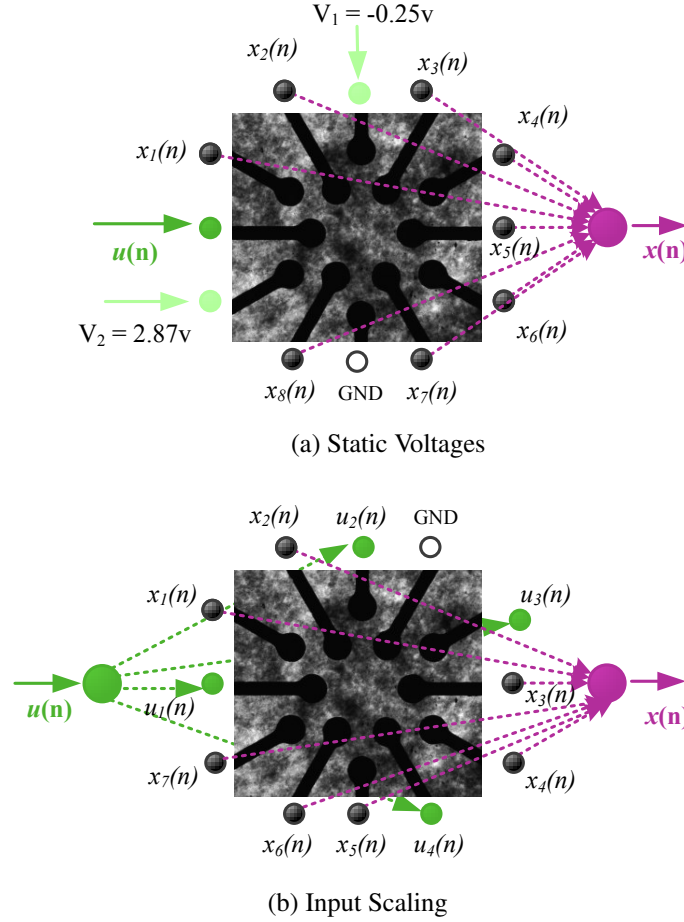 V1 = -0.25v
x2(n)
x3(n)
x4(n)
x1(n)
u(n)
x5(n)
x(n)
V2 = 2.87v
x6(n)
x8(n)
GND
x7(n)
(a) Static Voltages
x2(n)
u2(n)
GND
x1(n)
u3(n)
u(n)
u1(n)
x3(n)
x(n)
x7(n)
x4(n)
x6(n)
x5(n)
u4(n)
(b) Input Scaling